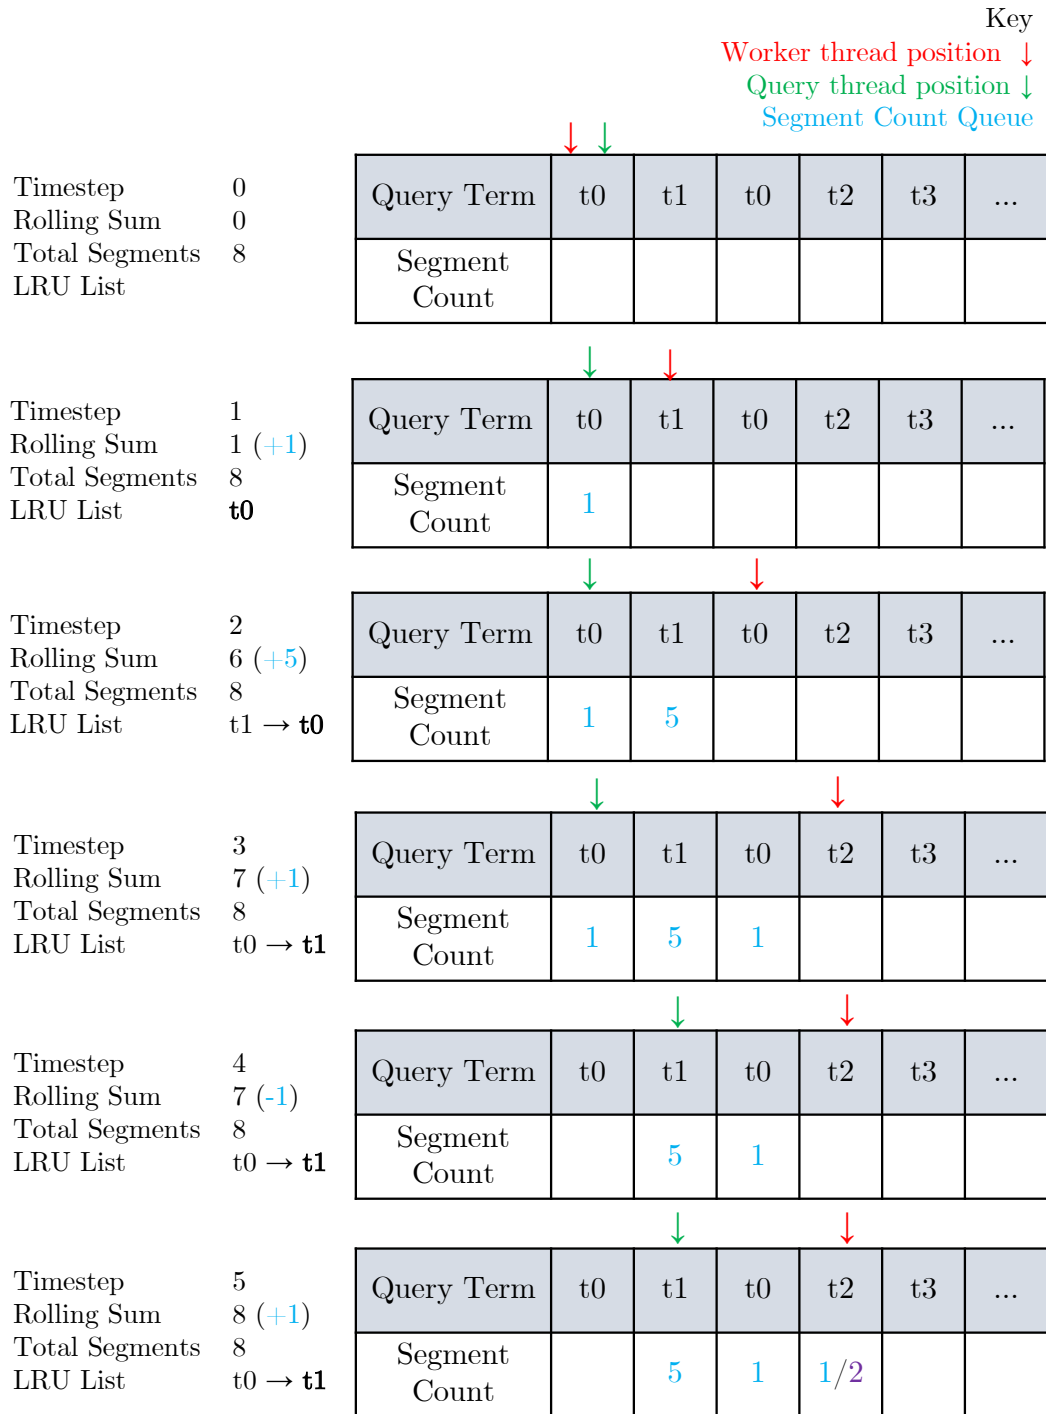 Key
Worker thread position ↓
Query thread position ↓
Segment Count Queue
Timestep 0
Rolling Sum 0
Total Segments 8
LRU List
Query Term t0 t1 t0 t2 t3 ...
Segment
Count
Timestep 1
Rolling Sum 1 (+1)
Total Segments 8
LRU List t0
Query Term t0 t1 t0 t2 t3 ...
Segment
Count 1
Timestep 2
Rolling Sum 6 (+5)
Total Segments 8
LRU List t1 → t0
Query Term t0 t1 t0 t2 t3 ...
Segment
Count 1 5
Timestep 3
Rolling Sum 7 (+1)
Total Segments 8
LRU List t0 → t1
Query Term t0 t1 t0 t2 t3 ...
Segment
Count 1 5 1
Timestep 4
Rolling Sum 7 (-1)
Total Segments 8
LRU List t0 → t1
Query Term t0 t1 t0 t2 t3 ...
Segment
Count 5 1
Timestep 5
Rolling Sum 8 (+1)
Total Segments 8
LRU List t0 → t1
Query Term t0 t1 t0 t2 t3 ...
Segment
Count 5 1 1/2